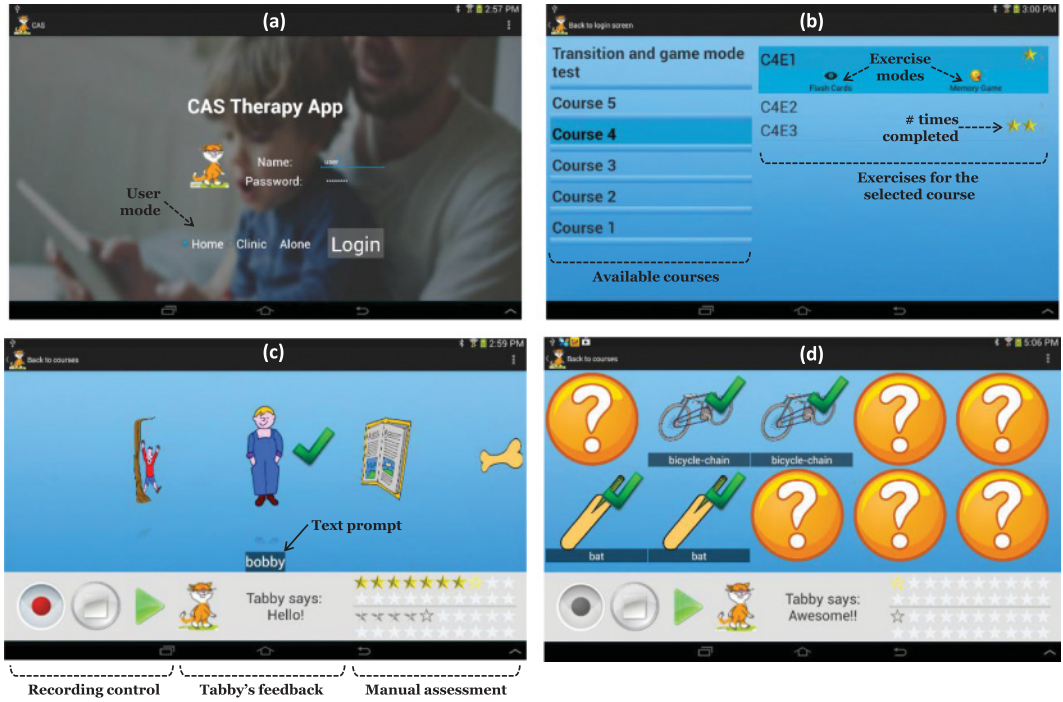 (a)
2:57 PM
CAS
CAS Therapy App
Name: user
Password: ········
User
mode
Home Clinic Alone Login
(b)
3:00 PM
Back to login screen
Transition and game mode
test
Course 5
Course 4
Course 3
Course 2
Course 1
Available courses
C4E1
Exercise
modes
Flash Cards
Memory Game
C4E2
C4E3
# times
completed
Exercises for the
selected course
(c)
2:59 PM
Back to courses
Text prompt
bobby
Tabby says:
Hello!
Recording control
Tabby's feedback
Manual assessment
(d)
5:06 PM
Back to courses
bicycle-chain
bicycle-chain
bat
bat
Tabby says:
Awesome!!